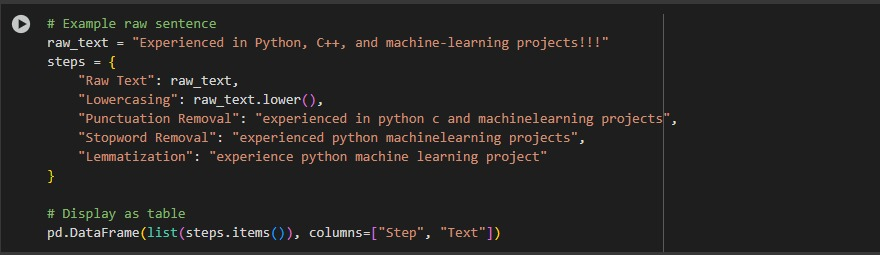 # Example raw sentence
raw_text = "Experienced in Python, C++, and machine-learning projects!!!"
steps = {
    "Raw Text": raw_text,
    "Lowercasing": raw_text.lower(),
    "Punctuation Removal": "experienced in python c and machinelearning projects",
    "Stopword Removal": "experienced python machinelearning projects",
    "Lemmatization": "experience python machine learning project"
}
# Display as table
pd.DataFrame(list(steps.items()), columns=["Step", "Text"])